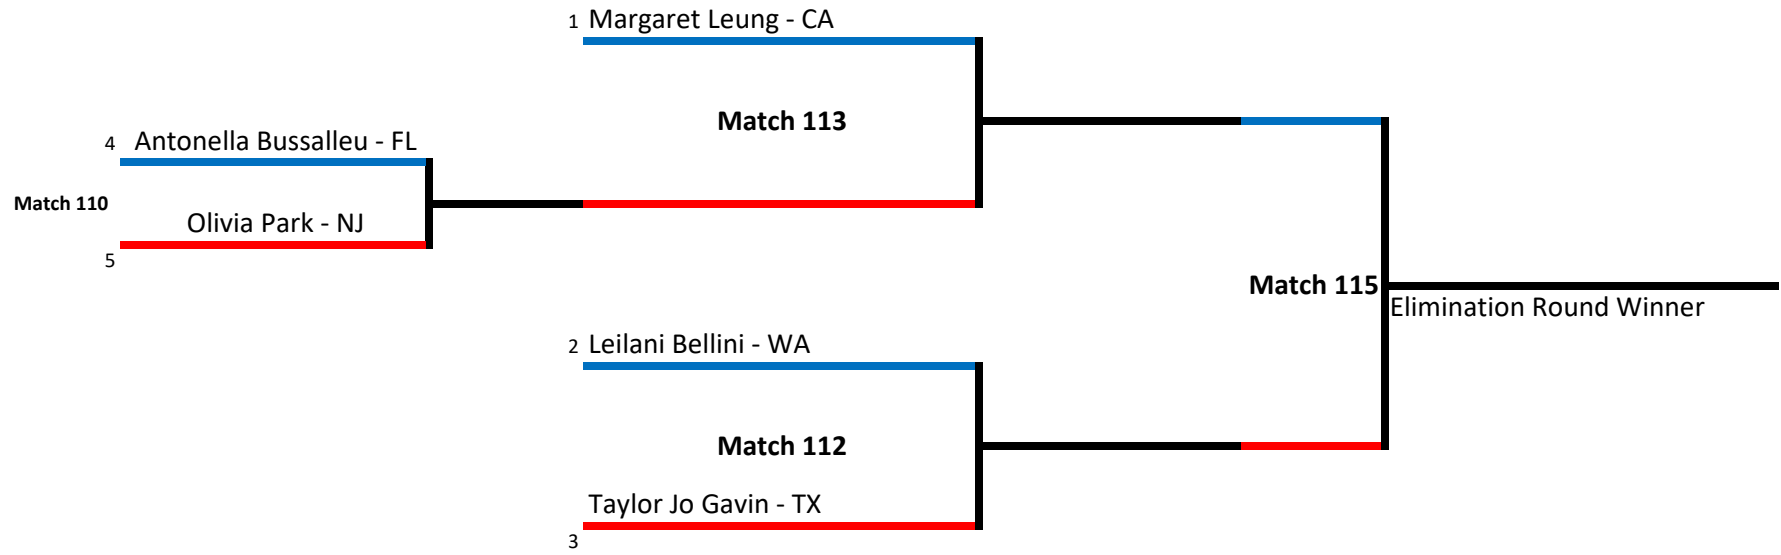 1 Margaret Leung - CA
Match 113
4 Antonella Bussalleu - FL
Match 110
Olivia Park - NJ
5
Match 115
Elimination Round Winner
2 Leilani Bellini - WA
Match 112
Taylor Jo Gavin - TX
3